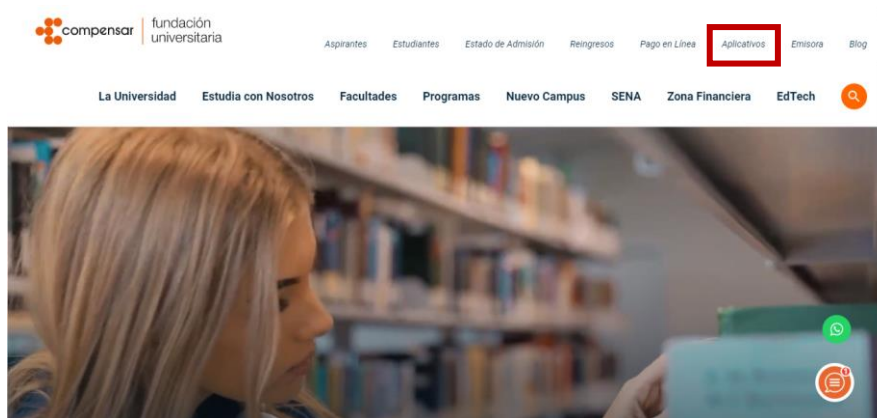 compensar
fundación
universitaria
Aspirantes Estudiantes Estado de Admisión Reingresos Pago en Línea Aplicativos Emisora Blog
La Universidad Estudia con Nosotros Facultades Programas Nuevo Campus SENA Zona Financiera EdTech
1